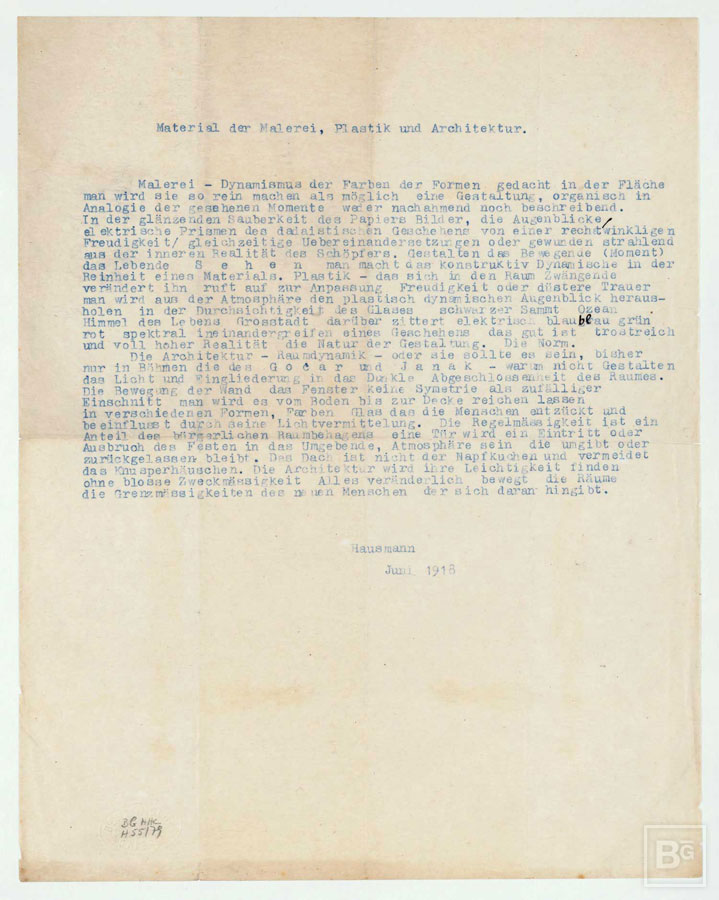 Material der Malerei, Plastik und Architektur.
Malerei - Dynamismus der Farben der Formen gedacht in der Fläche
man wird sie so rein machen als möglich eine Gestaltung, organisch in
Analogie der gesehenen Momente weder nachahmend noch beschreibend.
In der glänzenden Sauberkeit des Papiers Bilder, die Augenblicke/
elektrische Prismen des dadaistischen Geschehens von einer rechtwinkligen
Freudigkeit/ gleichzeitige Uebereinandersetzungen oder gewunden strahlend
aus der inneren Realität des Schöpfers. Gestalten das Bewegende (Moment)
das Lebende S e h e n man macht das konstruktiv Dynamische in der
Reinheit eines Materials. Plastik - das sich in den Raum Zwängende
verändert ihn ruft auf zur Anpassung Freudigkeit oder düstere Trauer
man wird aus der Atmosphäre den plastisch dynamischen Augenblick heraus-
holen in der Durchsichtigkeit des Glases schwarzer Sammt Ozean .
Himmel des Lebens Grosstadt darüber zittert elektrisch blaublau grün
rot spektral ineinandergreifen eines Geschehens das gut ist trostreich
und voll hoher Realität die Natur der Gestaltung. Die Norm.
Die Architektur - Raumdynamik - oder sie sollte es sein, bisher
nur in Böhmen die des G o c a r und J a n a k - warum nicht Gestalten
das Licht und Eingliederung in das Dunkle Abgeschlossenheit des Raumes.
Die Bewegung der Wand das Fenster keine Symetrie als zufälliger
Einschnitt man wird es vom Boden bis zur Decke reichen lassen
in verschiedenen Formen, Farben Glas das die Menschen entzückt und
beeinflusst durch seine Lichtvermittelung. Die Regelmässigkeit ist ein
Anteil des bürgerlichen Raumbehagens eine Tür wird ein Eintritt oder
Ausbruch des Festen in das Umgebende, Atmosphäre sein die ungibt oder
zurückgelassen bleibt. Das Dach ist nicht der Napfkuchen und vermeidet
das Knusperhäuschen. Die Architektur wird ihre Leichtigkeit finden
ohne blosse Zweckmässigkeit Alles veränderlich bewegt die Räume
die Grenzmässigkeiten des neuen Menschen der sich daran hingibt.
Hausmann
Juni 1918
BG HHC
H 55/79
BG